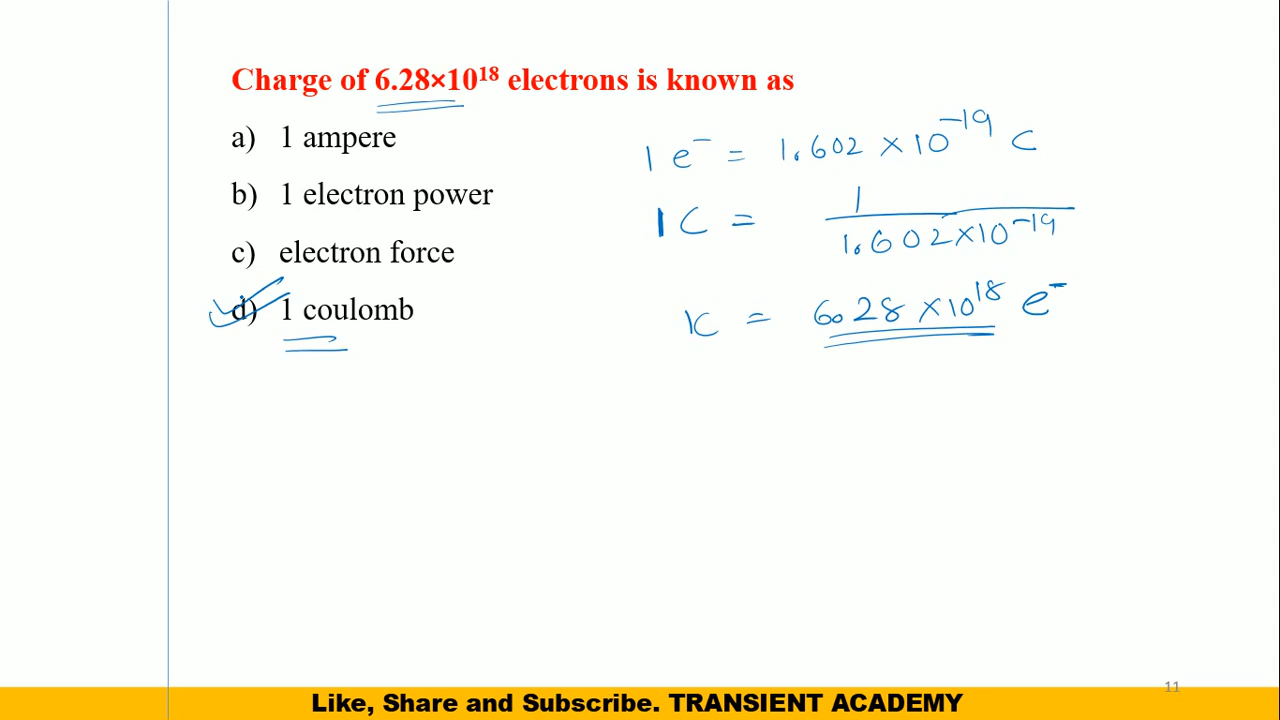 Charge of 6.28×10¹⁸ electrons is known as
a) 1 ampere
b) 1 electron power
c) electron force
d) 1 coulomb
1 e⁻ = 1.602 × 10⁻¹⁹ C
1 C = 1 / 1.602×10⁻¹⁹
1C = 6.28 ×10¹⁸ e⁻
11
Like, Share and Subscribe. TRANSIENT ACADEMY